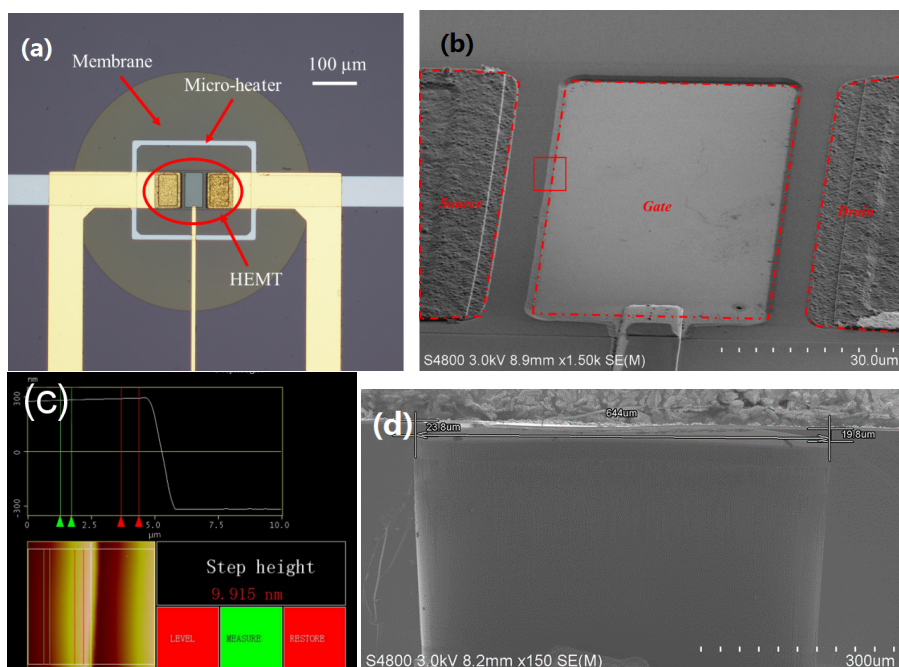 (a)
Membrane
Micro-heater
100 µm
HEMT
(b)
Source
Gate
Drain
S4800 3.0kV 8.9mm x1.50k SE(M)
30.0um
(c)
nm
300
0
-300
0
2.5
5.0
7.5
10.0
µm
Step height
9.915 nm
LEVEL
MEASURE
RESTORE
(d)
644um
23.8um
19.8um
S4800 3.0kV 8.2mm x150 SE(M)
300um